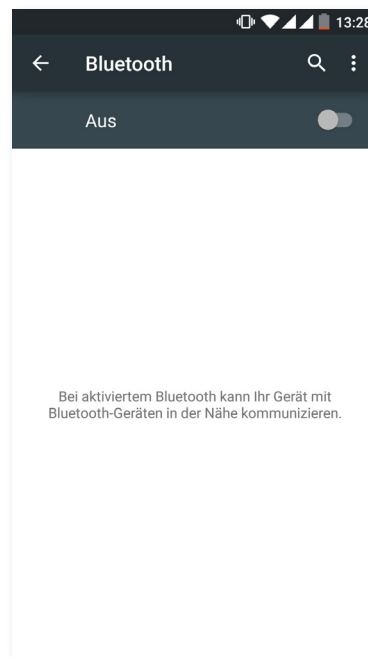 13:28
Bluetooth
Aus
Bei aktiviertem Bluetooth kann Ihr Gerät mit
Bluetooth-Geräten in der Nähe kommunizieren.